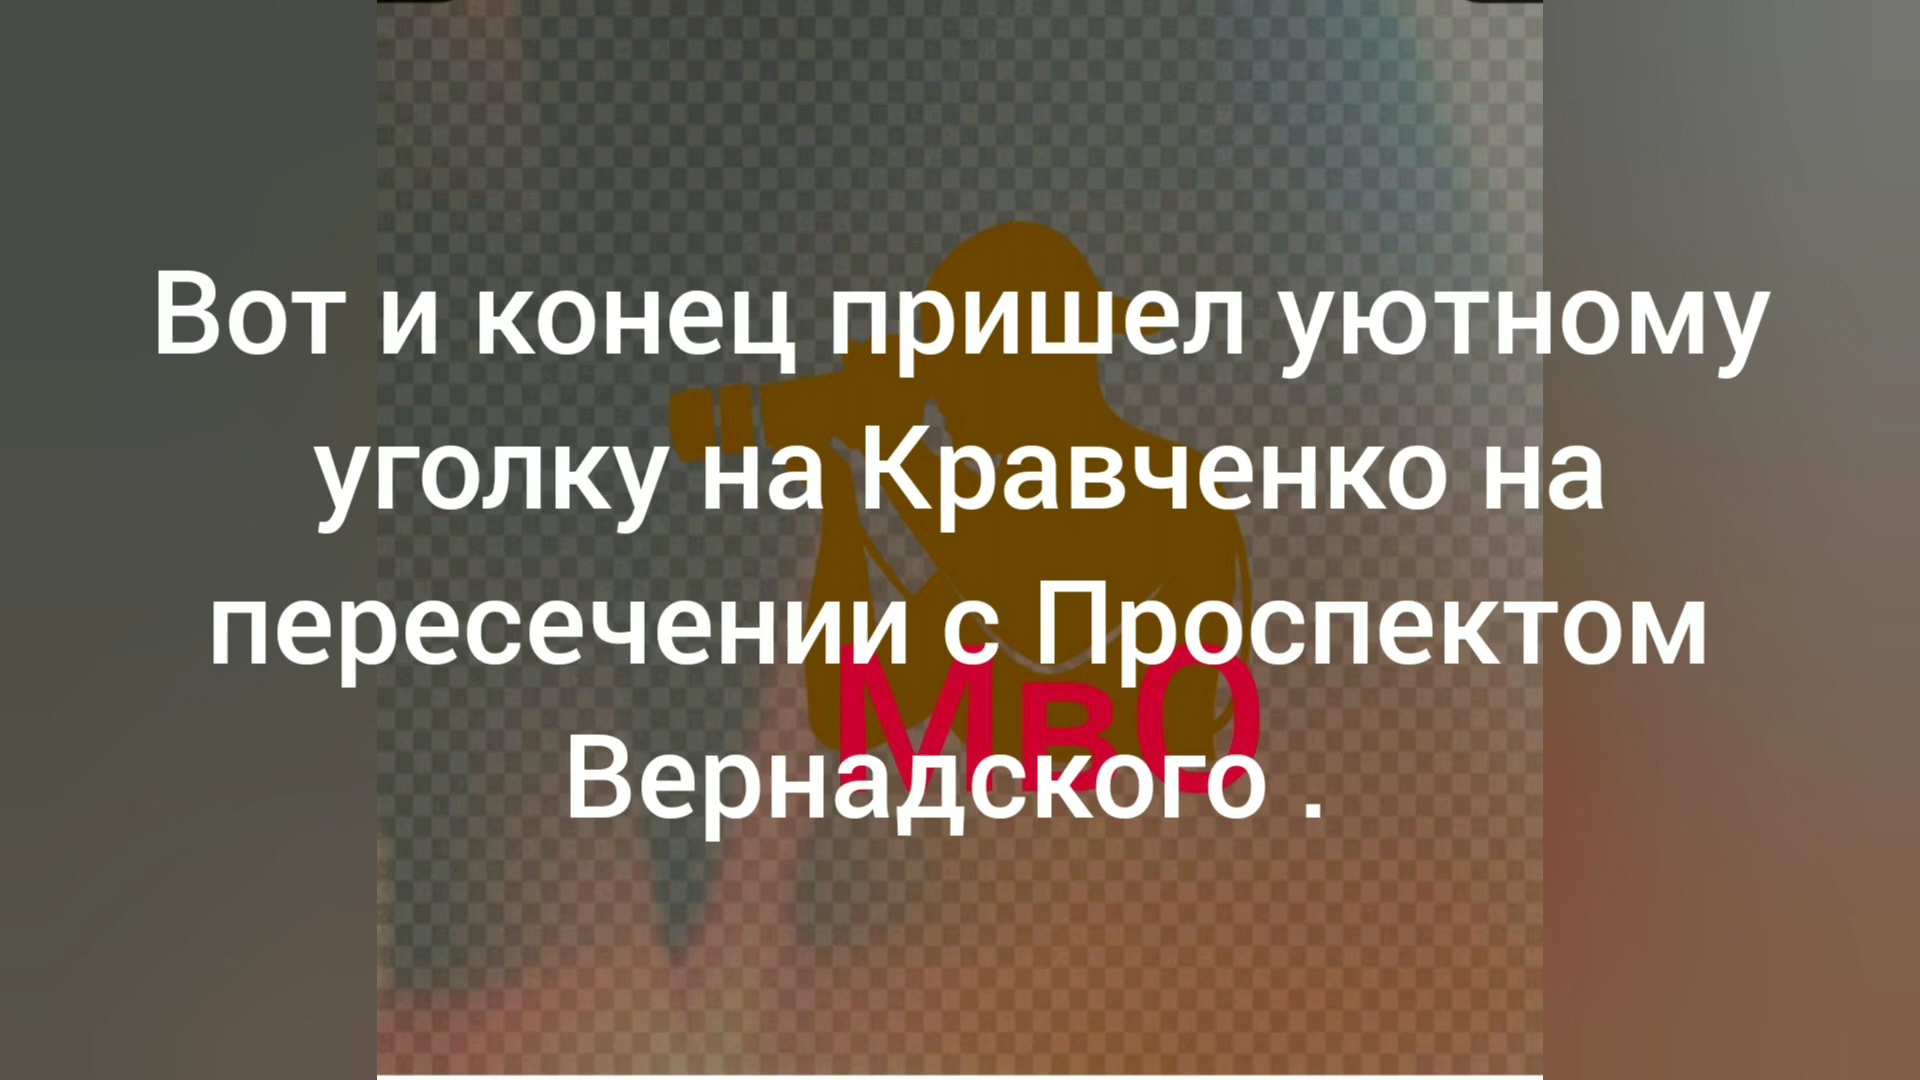 Вот и конец пришел уютному
уголку на Кравченко на
пересечении с Проспектом
МвО
Вернадского .